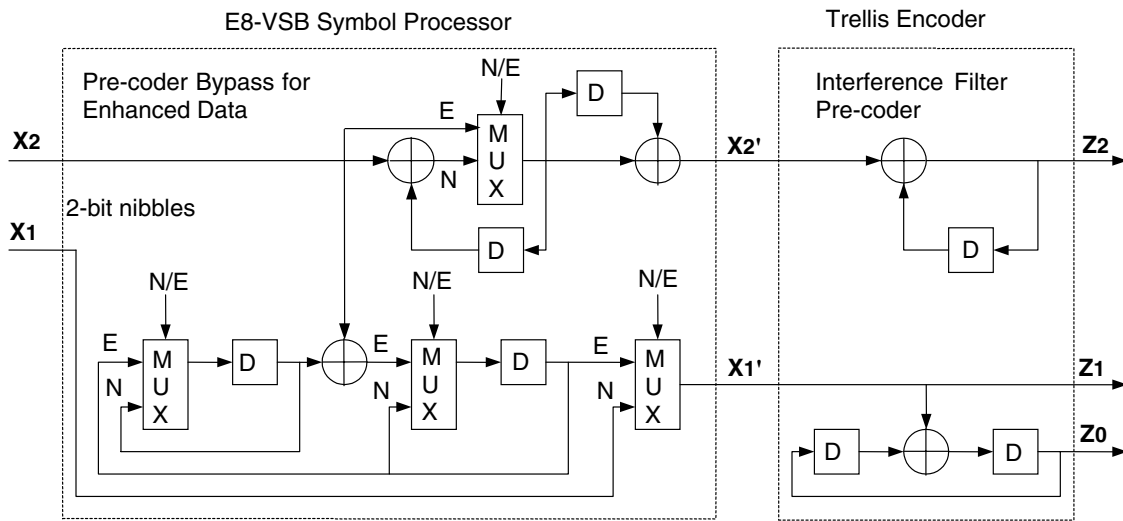 E8-VSB Symbol Processor
Trellis Encoder
Pre-coder Bypass for
Enhanced Data
N/E
D
Interference Filter
Pre-coder
E
M
U
X
X2
N
X2'
Z2
2-bit nibbles
X1
D
D
N/E
N/E
N/E
E
M
U
X
N
D
E
M
U
X
N
D
E
M
U
X
N
X1'
Z1
Z0
D
D